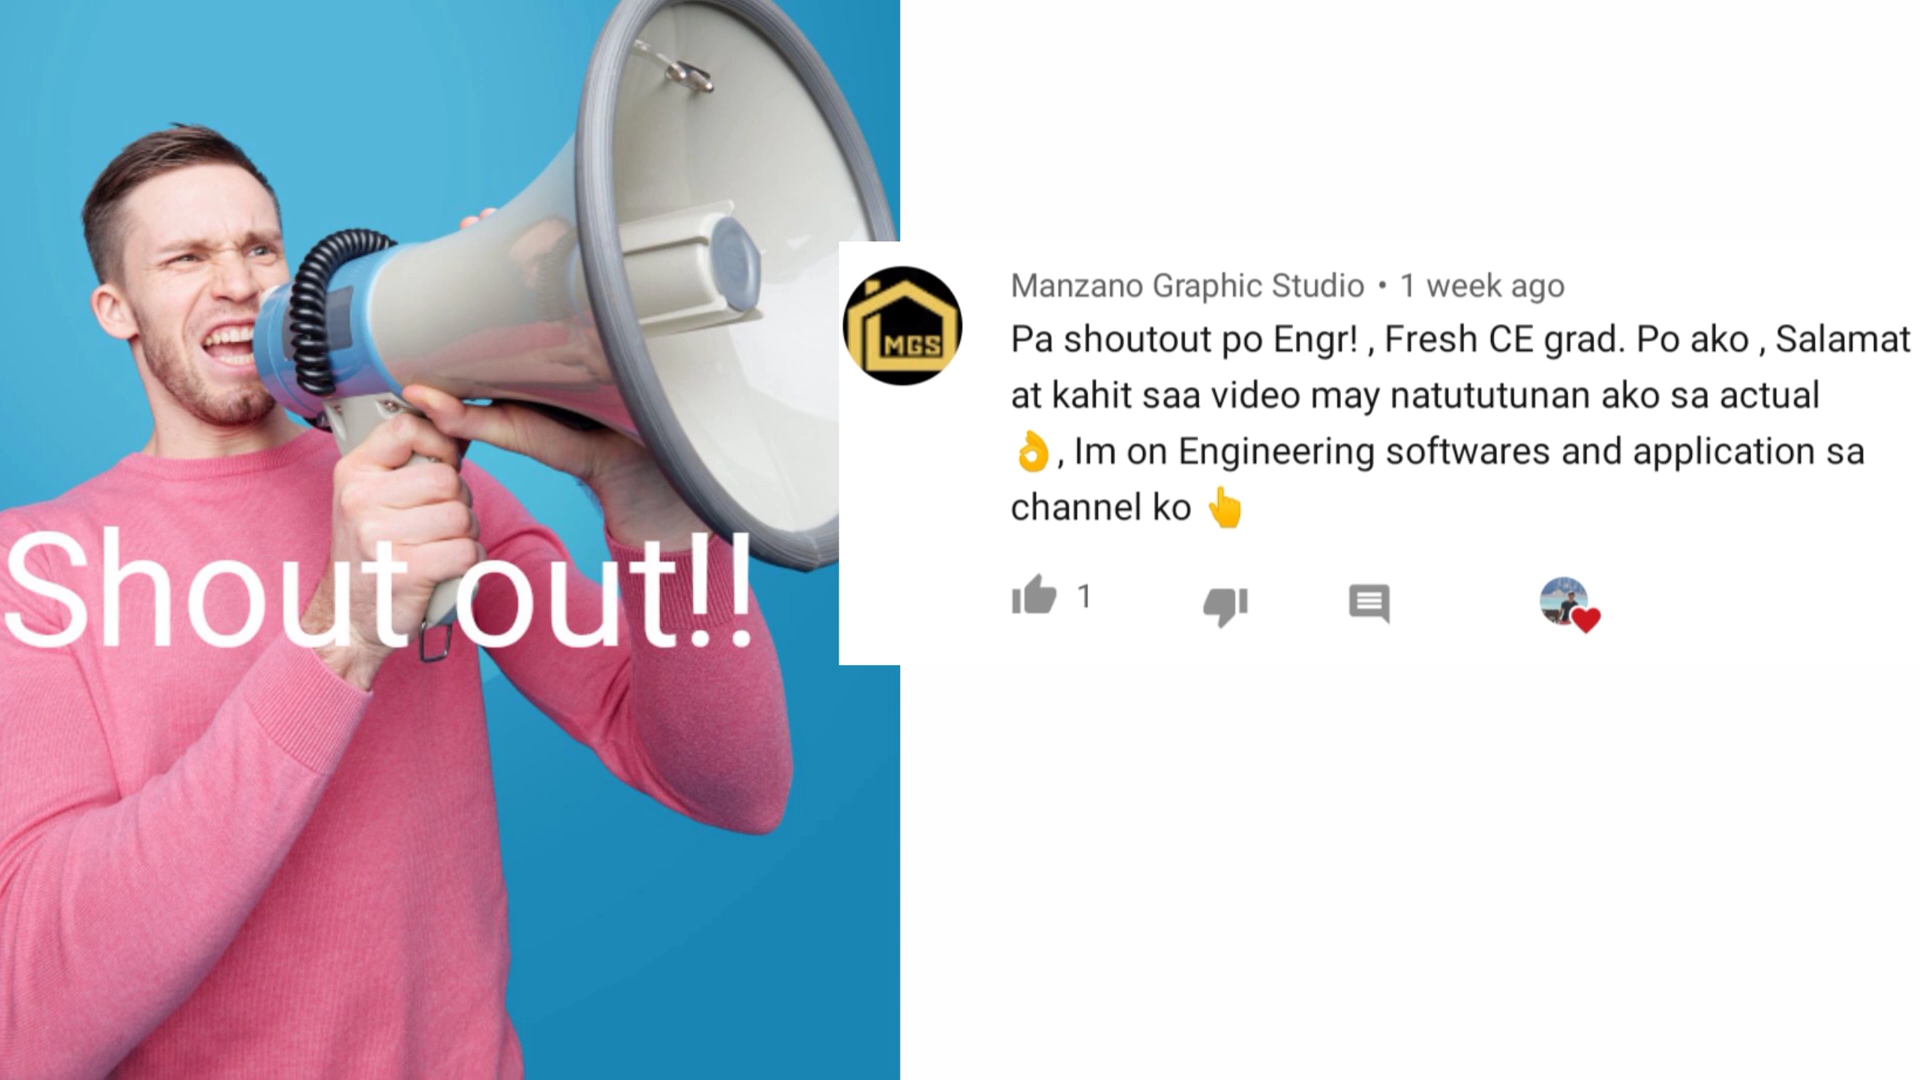 Shout out!!
MGS
Manzano Graphic Studio • 1 week ago
Pa shoutout po Engr! , Fresh CE grad. Po ako , Salamat
at kahit saa video may natututunan ako sa actual
👌, Im on Engineering softwares and application sa
channel ko 👆
1